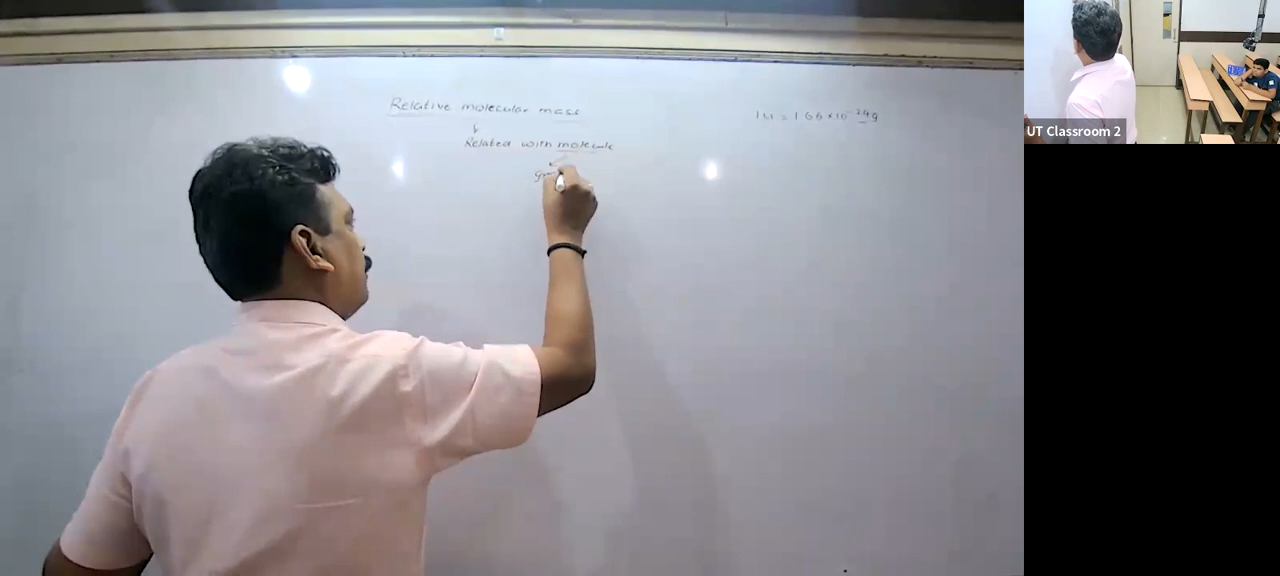 Relative molecular mass
Related with molecule
1u = 1.66×10⁻²⁴g
UT Classroom 2